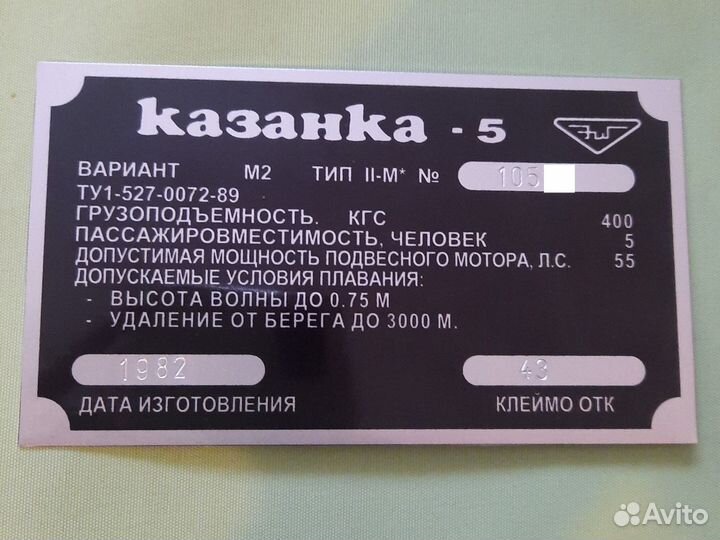 казанка - 5
ВАРИАНТ М2 ТИП II-М* № 105
ТУ1-527-0072-89
ГРУЗОПОДЪЕМНОСТЬ. КГС 400
ПАССАЖИРОВМЕСТИМОСТЬ, ЧЕЛОВЕК 5
ДОПУСТИМАЯ МОЩНОСТЬ ПОДВЕСНОГО МОТОРА, Л.С. 55
ДОПУСКАЕМЫЕ УСЛОВИЯ ПЛАВАНИЯ:
- ВЫСОТА ВОЛНЫ ДО 0.75 М
- УДАЛЕНИЕ ОТ БЕРЕГА ДО 3000 М.
1982 43
ДАТА ИЗГОТОВЛЕНИЯ КЛЕЙМО ОТК
Avito